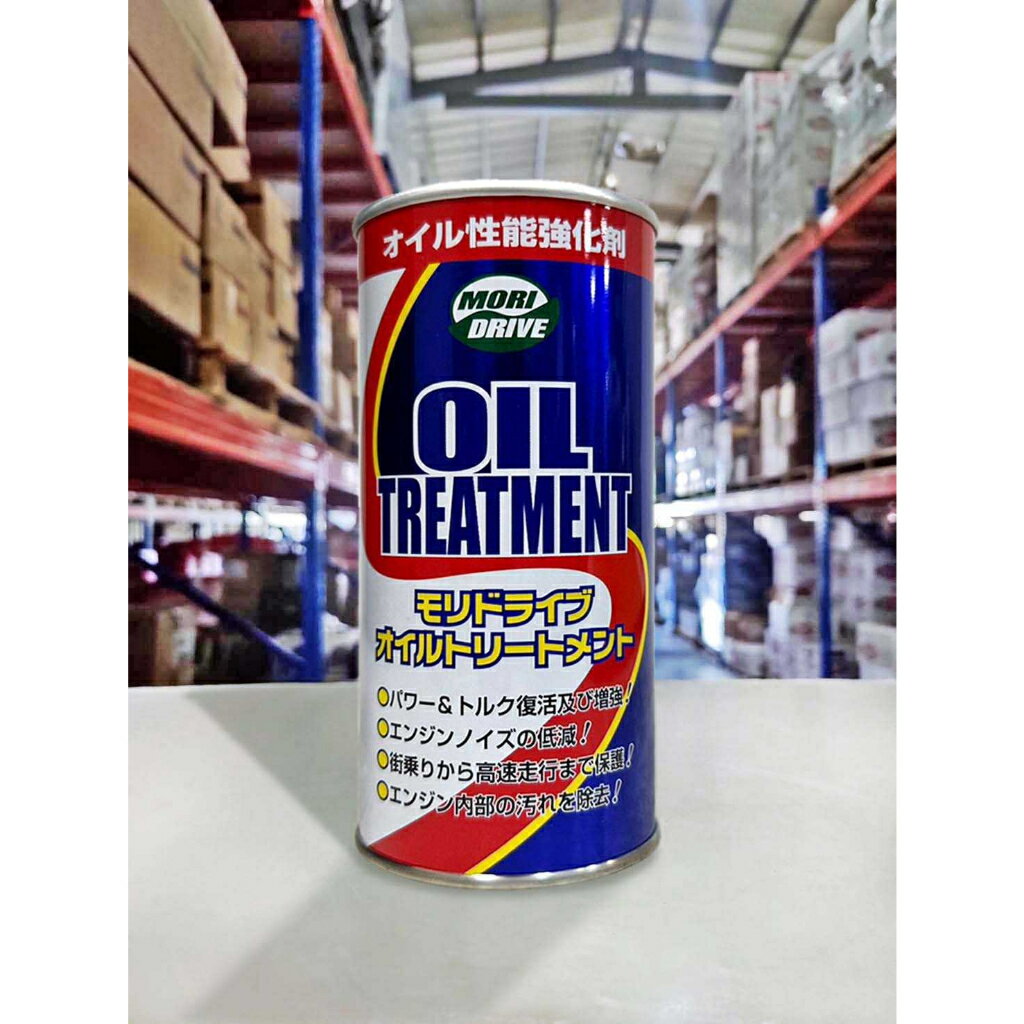 オイル性能強化剤
MORI
DRIVE
OIL
TREATMENT
モリドライブ
オイルトリートメント
パワー&トルク復活及び増強!
エンジンノイズの低減!
街乗りから高速走行まで保護!
エンジン内部の汚れを除去!